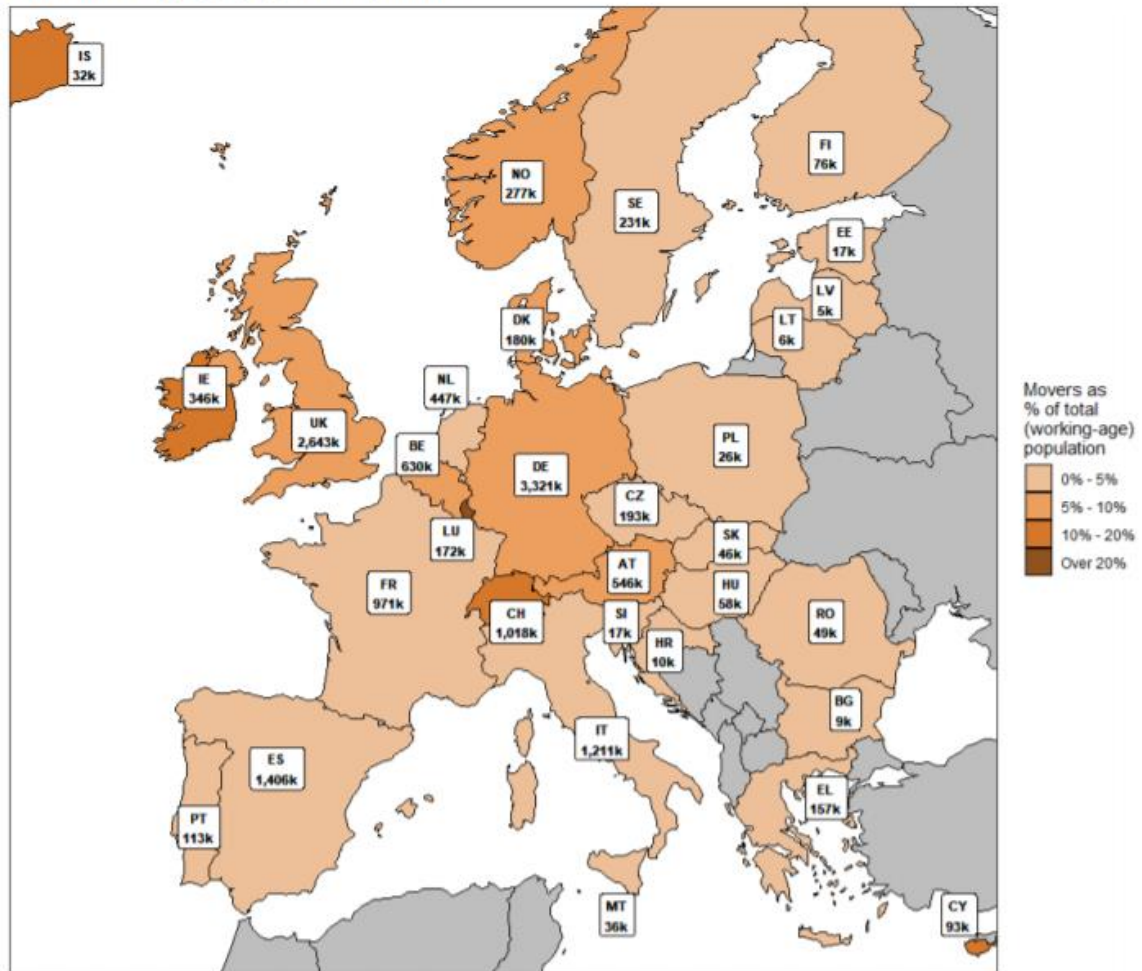 IS
32k
FI
76k
NO
277k
SE
231k
EE
17k
LV
5k
LT
6k
DK
180k
IE
346k
NL
447k
UK
2,643k
BE
630k
DE
3,321k
PL
26k
CZ
193k
LU
172k
SK
46k
AT
546k
HU
58k
FR
971k
CH
1,018k
SI
17k
HR
10k
RO
49k
BG
9k
IT
1,211k
ES
1,406k
EL
157k
PT
113k
MT
36k
CY
93k
Movers as
% of total
(working-age)
population
0% - 5%
5% - 10%
10% - 20%
Over 20%